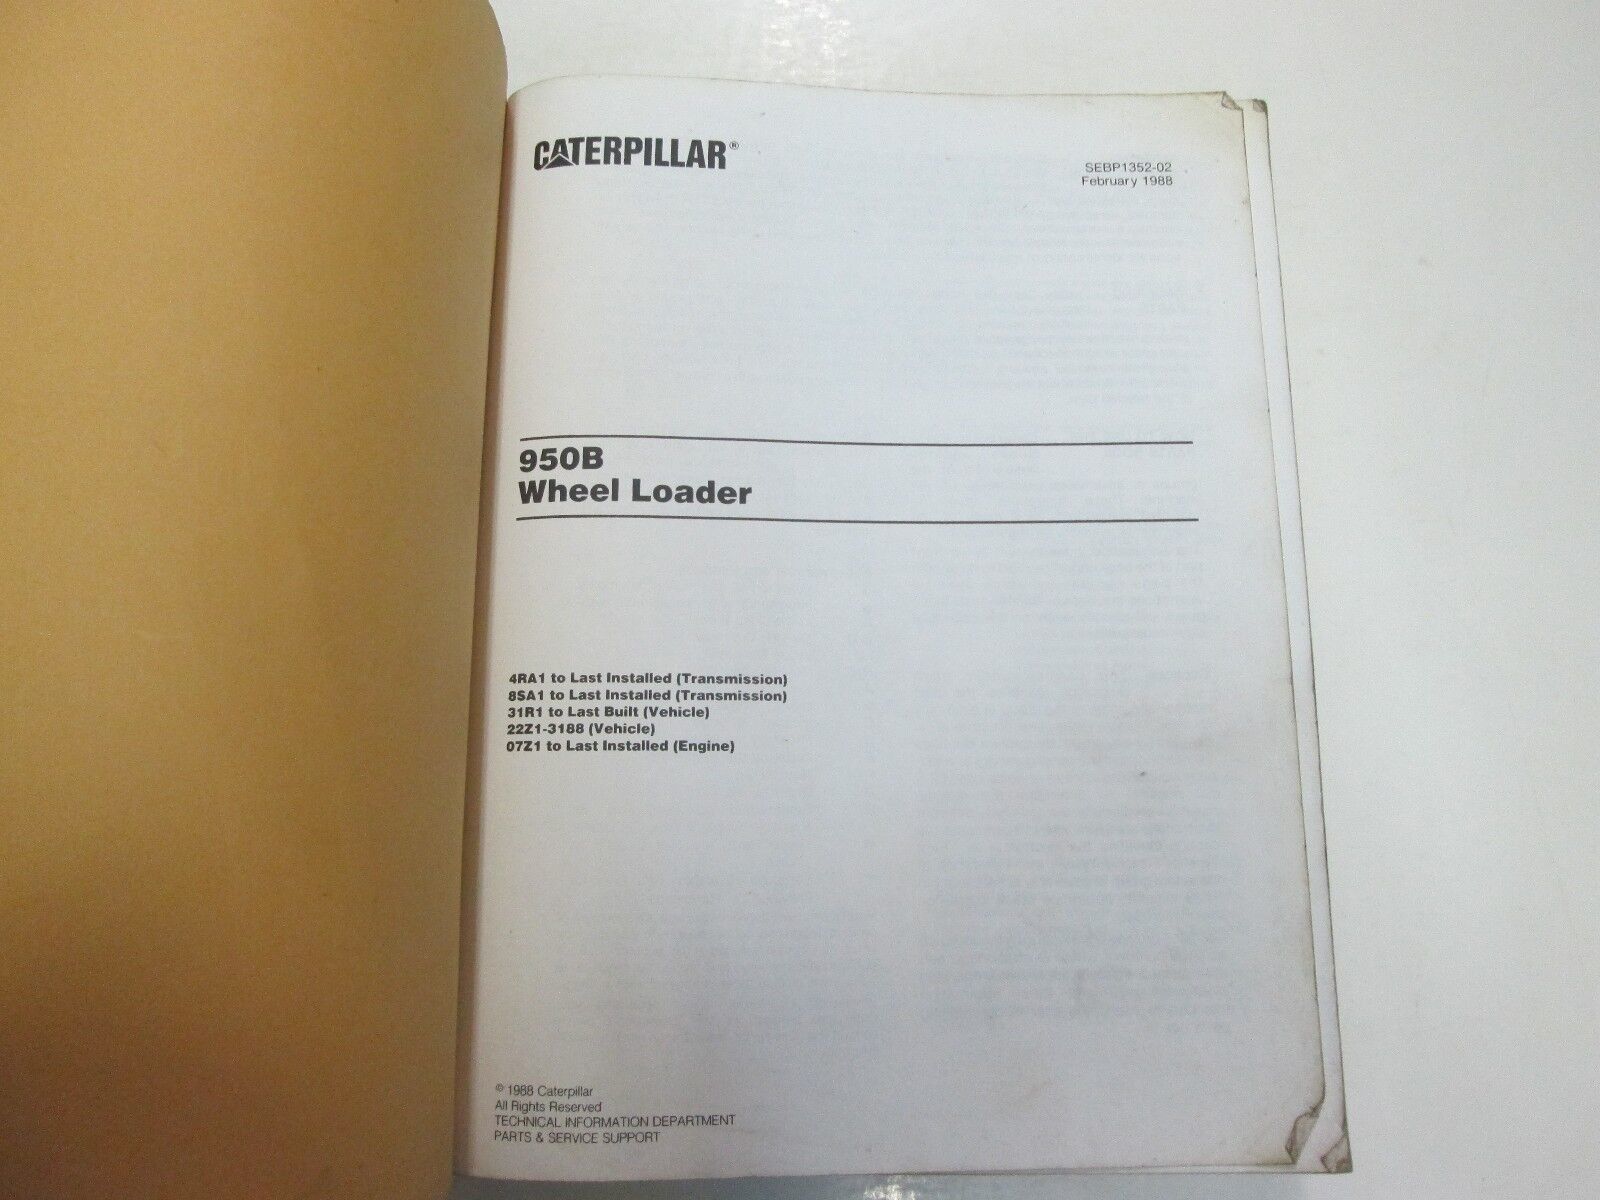 CATERPILLAR®
SEBP1352-02
February 1988
950B
Wheel Loader
4RA1 to Last Installed (Transmission)
8SA1 to Last Installed (Transmission)
31R1 to Last Built (Vehicle)
22Z1-3188 (Vehicle)
07Z1 to Last Installed (Engine)
© 1988 Caterpillar
All Rights Reserved
TECHNICAL INFORMATION DEPARTMENT
PARTS & SERVICE SUPPORT